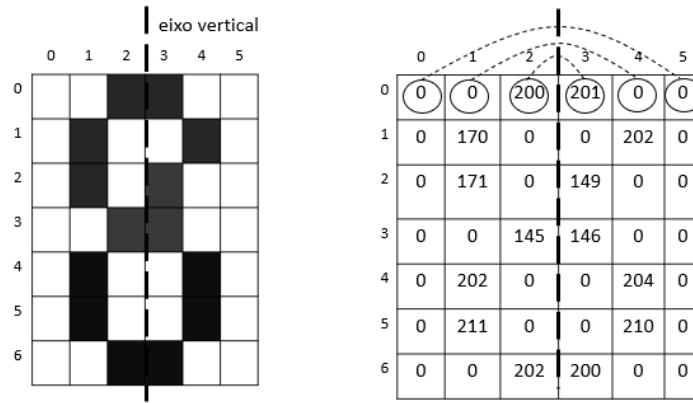 eixo vertical
0 1 2 3 4 5
0
1
2
3
4
5
6
0 1 2 3 4 5
0 0 0 200 201 0 0
1 0 170 0 0 202 0
2 0 171 0 149 0 0
3 0 0 145 146 0 0
4 0 202 0 0 204 0
5 0 211 0 0 210 0
6 0 0 202 200 0 0